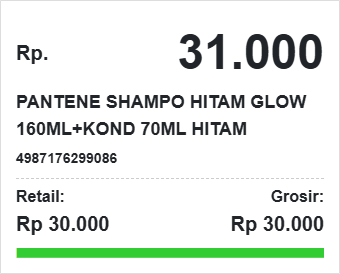 Rp. 31.000
PANTENE SHAMPO HITAM GLOW
160ML+KOND 70ML HITAM
4987176299086
Retail: Grosir:
Rp 30.000 Rp 30.000